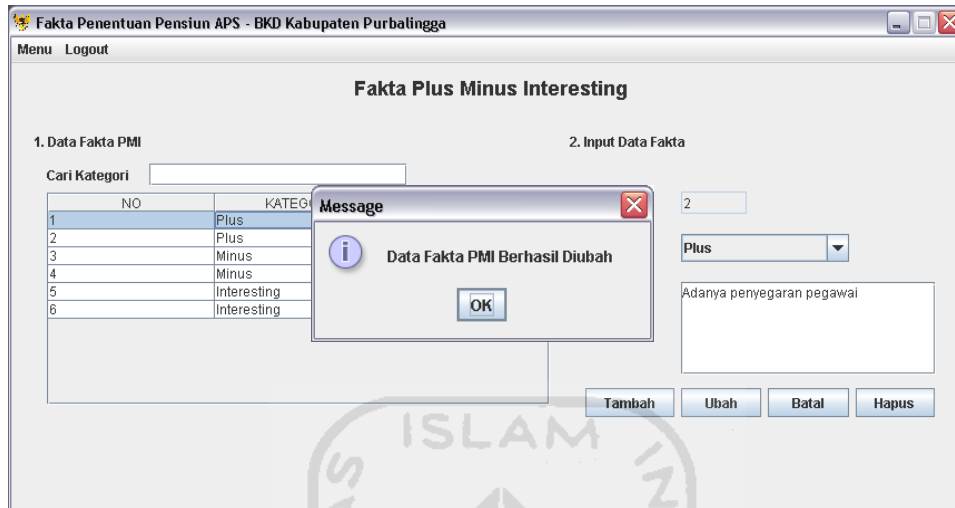 Fakta Penentuan Pensiun APS - BKD Kabupaten Purbalingga
Menu Logout
Fakta Plus Minus Interesting
1. Data Fakta PMI
2. Input Data Fakta
Cari Kategori
NO KATEGO
1 Plus
2 Plus
3 Minus
4 Minus
5 Interesting
6 Interesting
Message
Data Fakta PMI Berhasil Diubah
OK
2
Plus
Adanya penyegaran pegawai
Tambah Ubah Batal Hapus
ISLAM